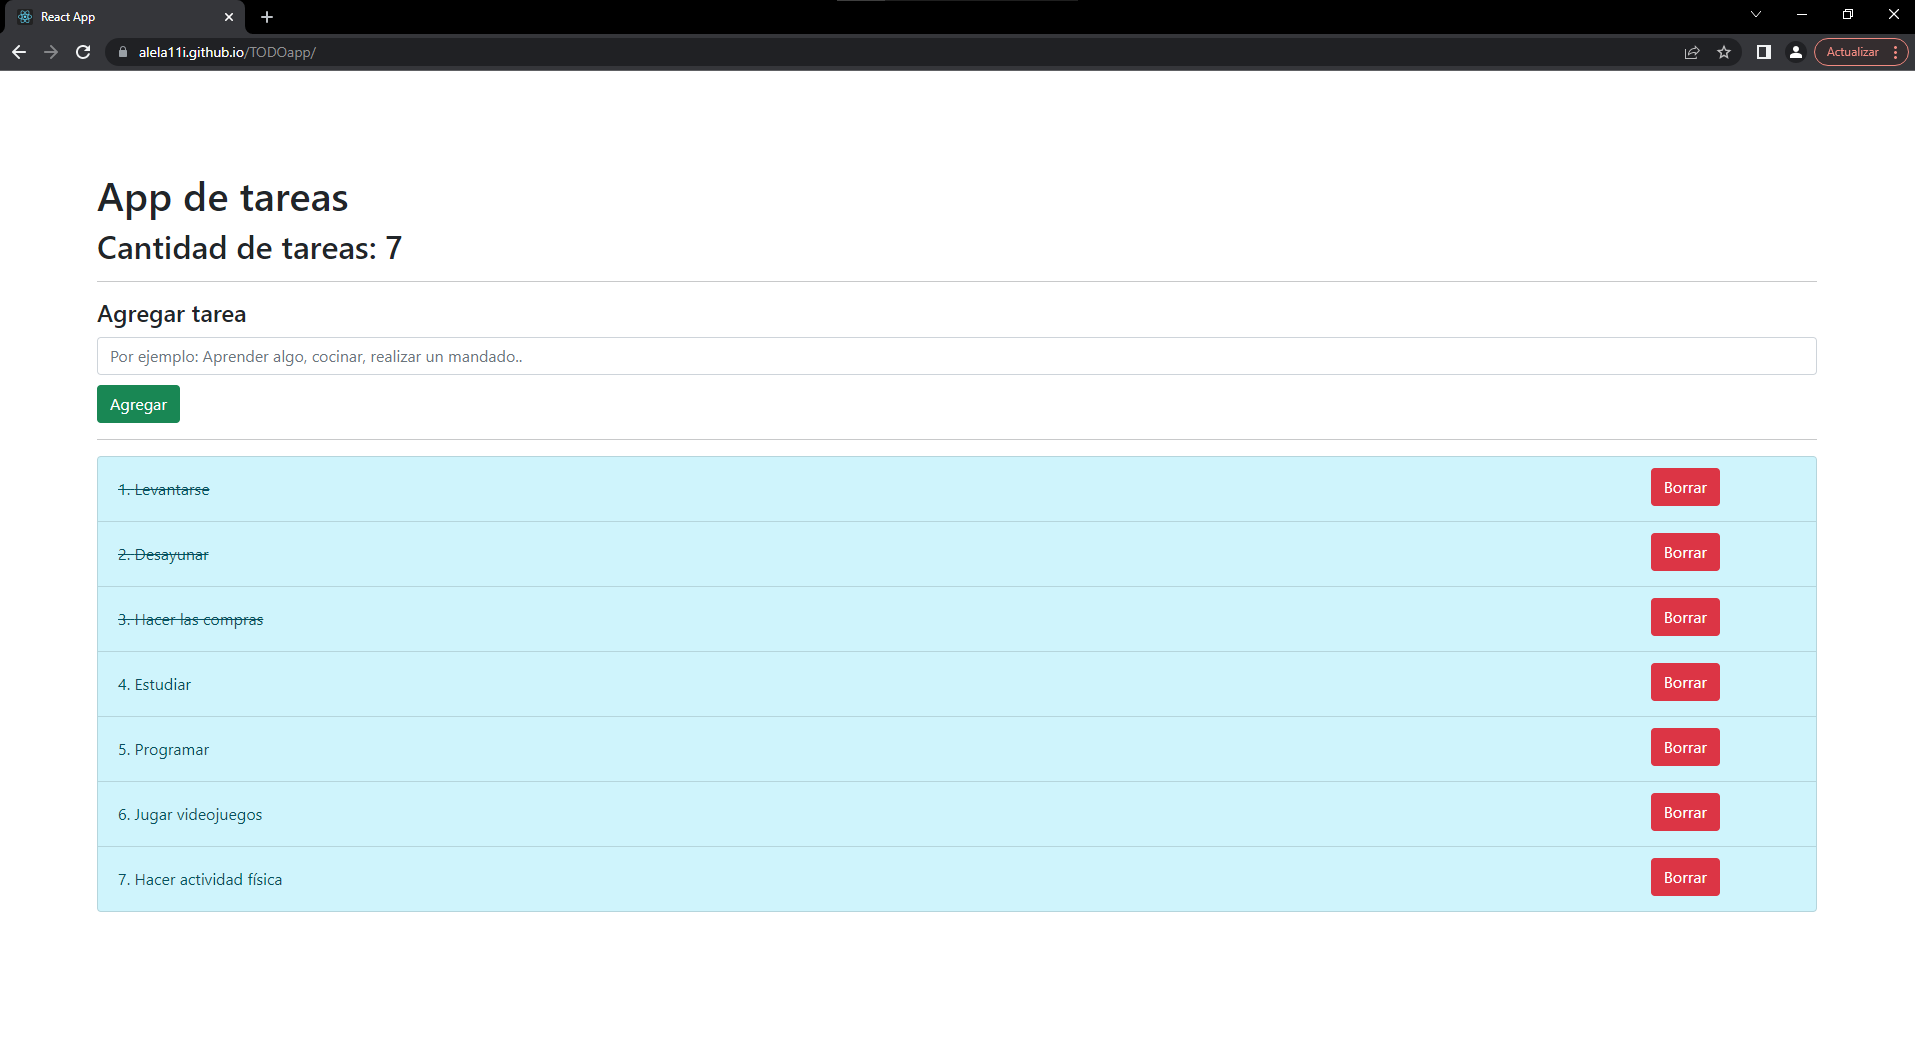 React App
alela11i.github.io/TODOapp/
Actualizar
App de tareas
Cantidad de tareas: 7
Agregar tarea
Por ejemplo: Aprender algo, cocinar, realizar un mandado..
Agregar
1. Levantarse Borrar
2. Desayunar Borrar
3. Hacer las compras Borrar
4. Estudiar Borrar
5. Programar Borrar
6. Jugar videojuegos Borrar
7. Hacer actividad física Borrar